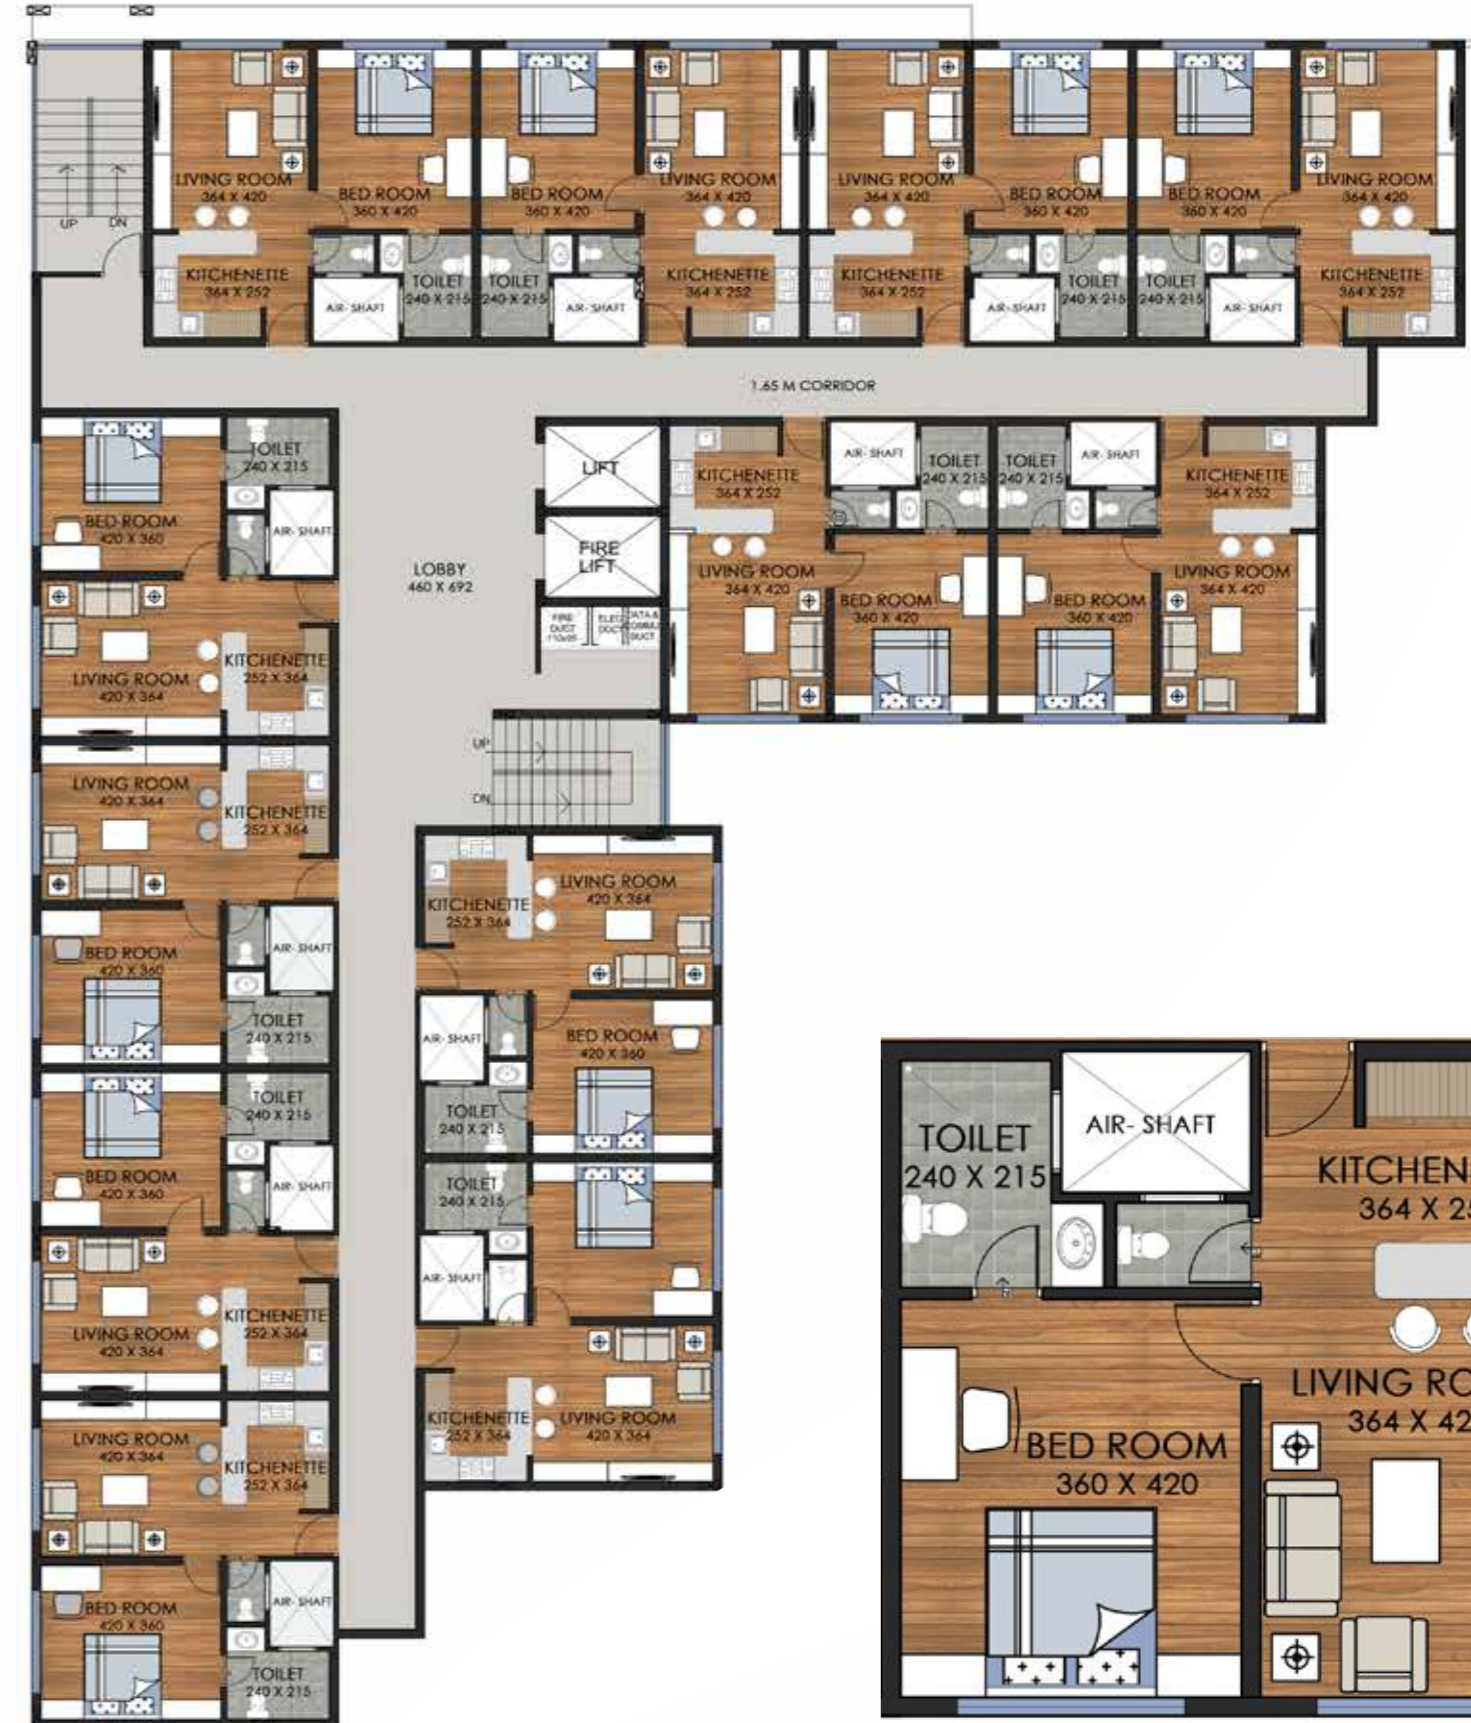 LIVING ROOM
364 X 420
BED ROOM
360 X 420
BED ROOM
360 X 420
LIVING ROOM
364 X 420
LIVING ROOM
364 X 420
BED ROOM
360 X 420
BED ROOM
360 X 420
LIVING ROOM
364 X 420
UP
DN
KITCHENETTE
364 X 252
AIR- SHAFT
TOILET
240 X 215
TOILET
240 X 215
AIR- SHAFT
KITCHENETTE
364 X 252
KITCHENETTE
364 X 252
AIR- SHAFT
TOILET
240 X 215
TOILET
240 X 215
AIR- SHAFT
KITCHENETTE
364 X 252
1.65 M CORRIDOR
BED ROOM
420 X 360
TOILET
240 X 215
AIR- SHAFT
LIVING ROOM
420 X 364
KITCHENETTE
252 X 364
LOBBY
460 X 692
LIFT
FIRE
LIFT
FIRE
DUCT
ELEC
DUCT
DATA &
DUCT
KITCHENETTE
364 X 252
AIR- SHAFT
TOILET
240 X 215
TOILET
240 X 215
AIR- SHAFT
KITCHENETTE
364 X 252
LIVING ROOM
364 X 420
BED ROOM
360 X 420
BED ROOM
360 X 420
LIVING ROOM
364 X 420
UP
DN
LIVING ROOM
420 X 364
KITCHENETTE
252 X 364
BED ROOM
420 X 360
AIR- SHAFT
TOILET
240 X 215
TOILET
240 X 215
BED ROOM
420 X 360
AIR- SHAFT
LIVING ROOM
420 X 364
KITCHENETTE
252 X 364
LIVING ROOM
420 X 364
KITCHENETTE
252 X 364
BED ROOM
420 X 360
AIR- SHAFT
TOILET
240 X 215
KITCHENETTE
252 X 364
LIVING ROOM
420 X 364
AIR- SHAFT
BED ROOM
420 X 360
TOILET
240 X 215
TOILET
240 X 215
AIR- SHAFT
KITCHENETTE
252 X 364
LIVING ROOM
420 X 364
TOILET
240 X 215
AIR- SHAFT
KITCHEN
364 X 25
LIVING RO
364 X 42
BED ROOM
360 X 420